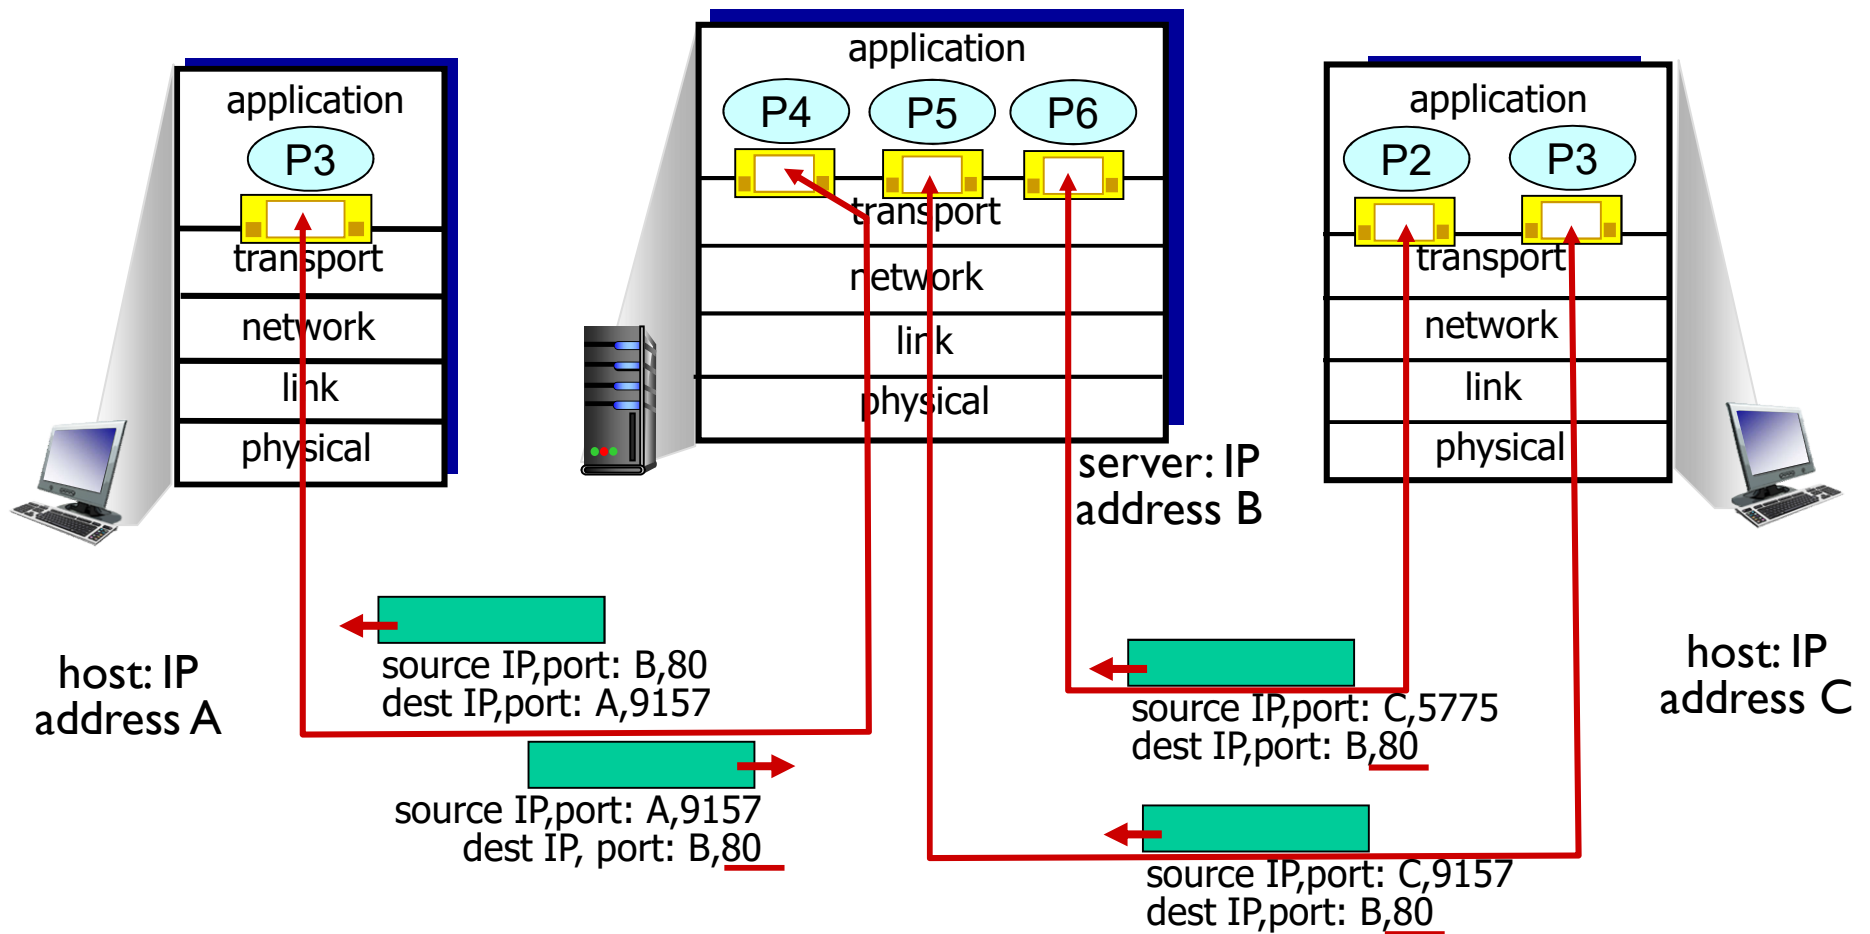 application
P3
transport
network
link
physical
host: IP
address A
application
P4 P5 P6
transport
network
link
physical
server: IP
address B
application
P2 P3
transport
network
link
physical
host: IP
address C
source IP,port: B,80
dest IP,port: A,9157
source IP,port: A,9157
dest IP, port: B,80
source IP,port: C,5775
dest IP,port: B,80
source IP,port: C,9157
dest IP,port: B,80